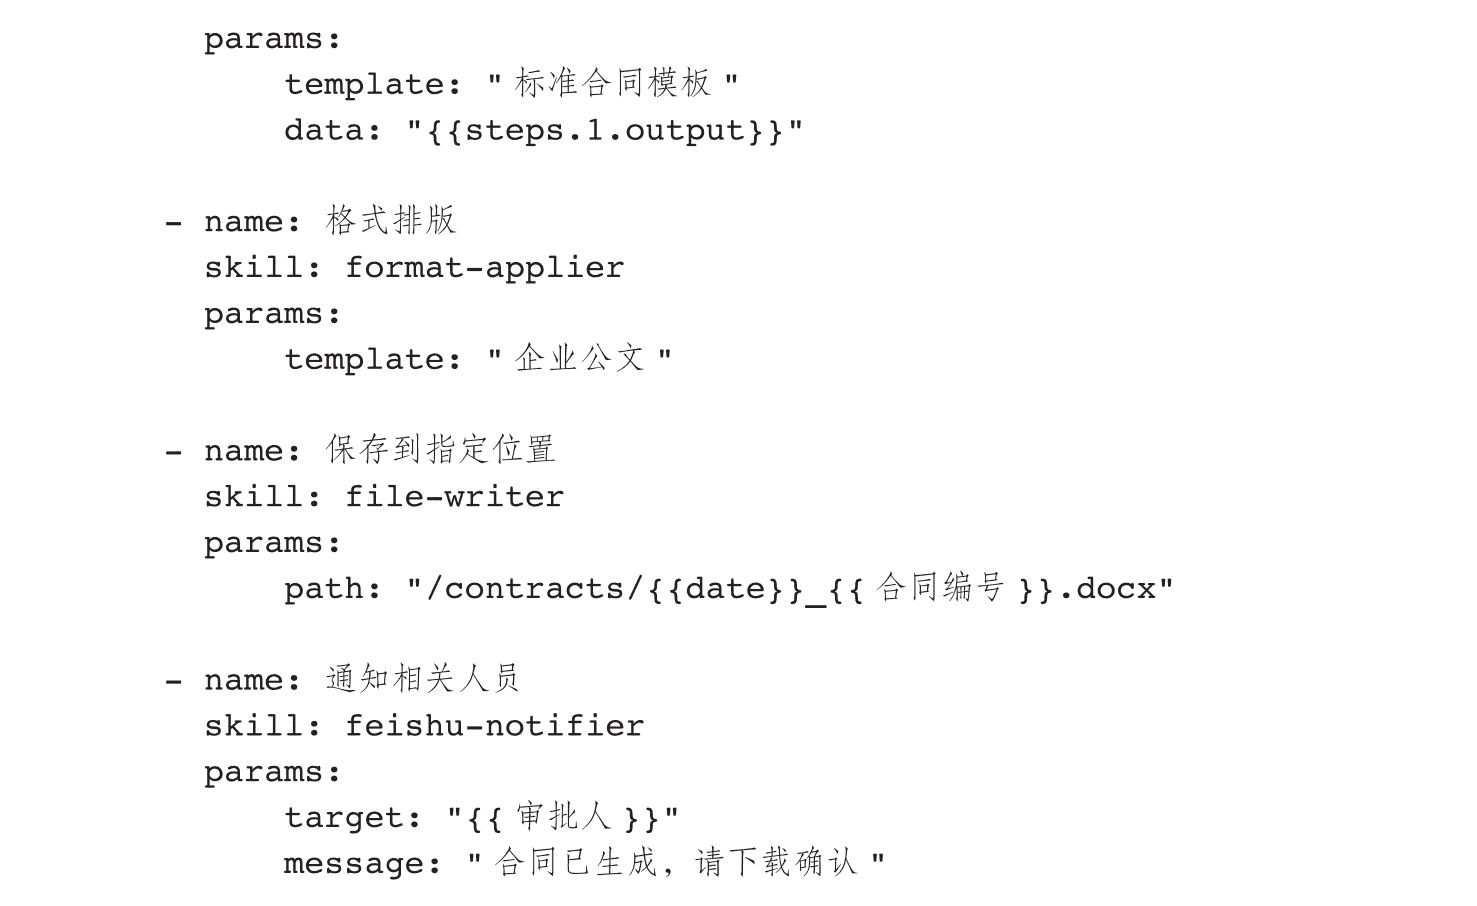 params:
template: "标准合同模板"
data: "{{steps.1.output}}"
- name: 格式排版
skill: format-applier
params:
template: "企业公文"
- name: 保存到指定位置
skill: file-writer
params:
path: "/contracts/{{date}}_{{合同编号}}.docx"
- name: 通知相关人员
skill: feishu-notifier
params:
target: "{{审批人}}"
message: "合同已生成，请下载确认"